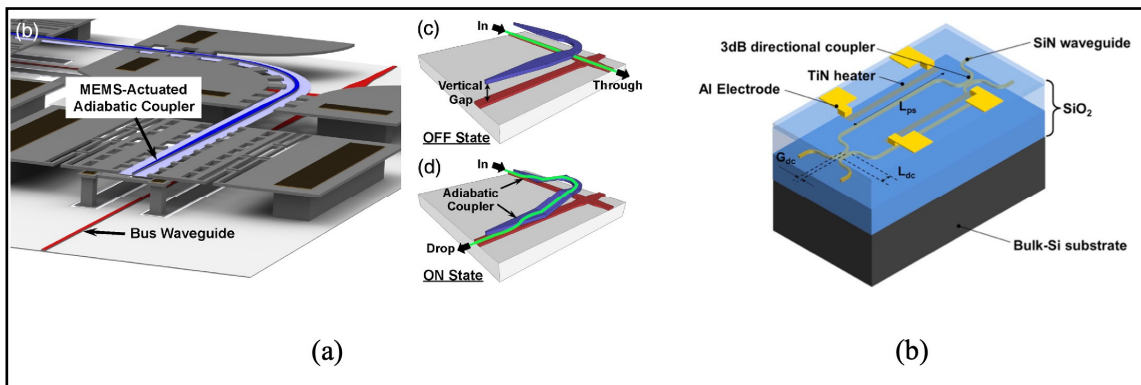 (b)
MEMS-Actuated
Adiabatic Coupler
Bus Waveguide
(c)
In
Vertical
Gap
Through
OFF State
(d)
In
Adiabatic
Coupler
Drop
ON State
(a)
3dB directional coupler
SiN waveguide
TiN heater
Al Electrode
Lps
SiO2
Gdc
Ldc
Bulk-Si substrate
(b)